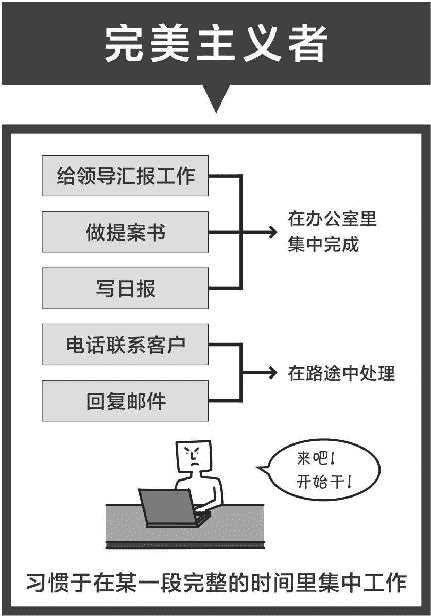 完美主义者
给领导汇报工作
做提案书
写日报
在办公室里
集中完成
电话联系客户
回复邮件
在路途中处理
来吧！
开始干！
习惯于在某一段完整的时间里集中工作